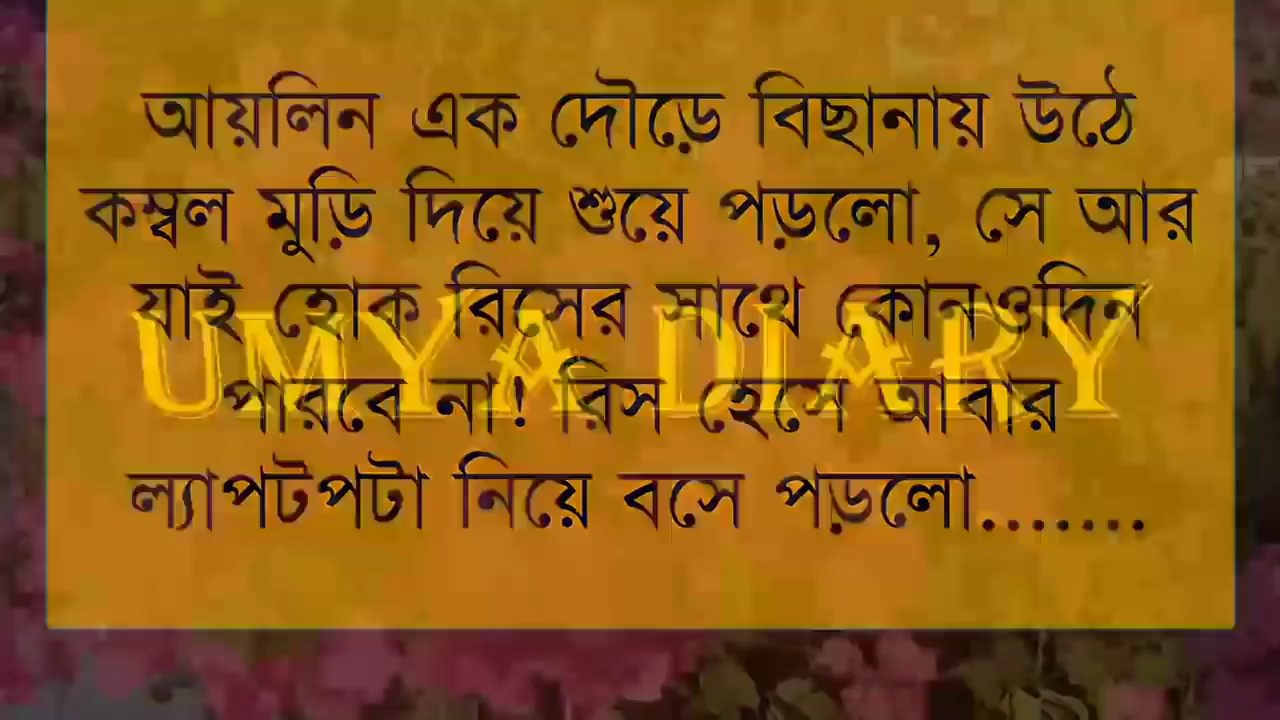 আয়লিন এক দৌড়ে বিছানায় উঠে
কম্বল মুড়ি দিয়ে শুয়ে পড়লো, সে আর
যাই হোক রিসের সাথে কোনওদিন
UMYA DIARY
পারবে না! রিস হেসে আবার
ল্যাপটপটা নিয়ে বসে পড়লো.......